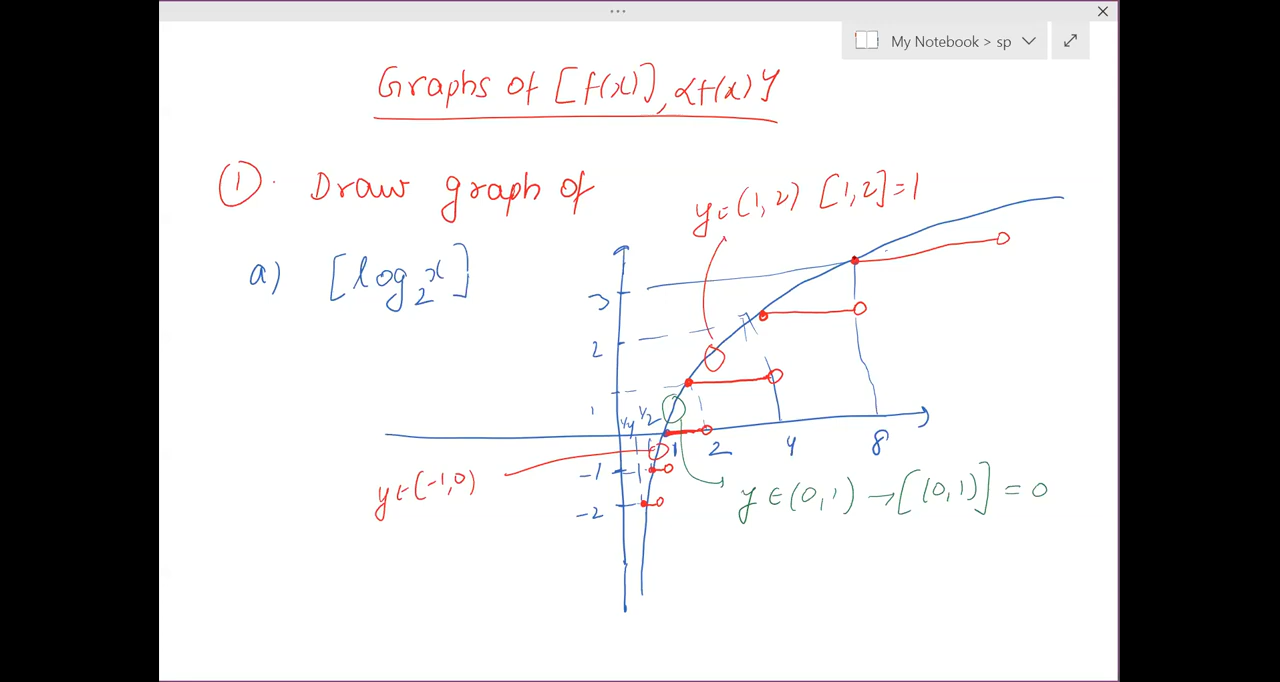 My Notebook > sp
Graphs of [f(x)], {f(x)}
①. Draw graph of
y∈(1,2) [1,2]=1
a) [log₂x]
3
2
1
1/4 1/2
1 2 4 8
-1
-2
y∈(-1,0)
y∈(0,1) → [(0,1)] = 0